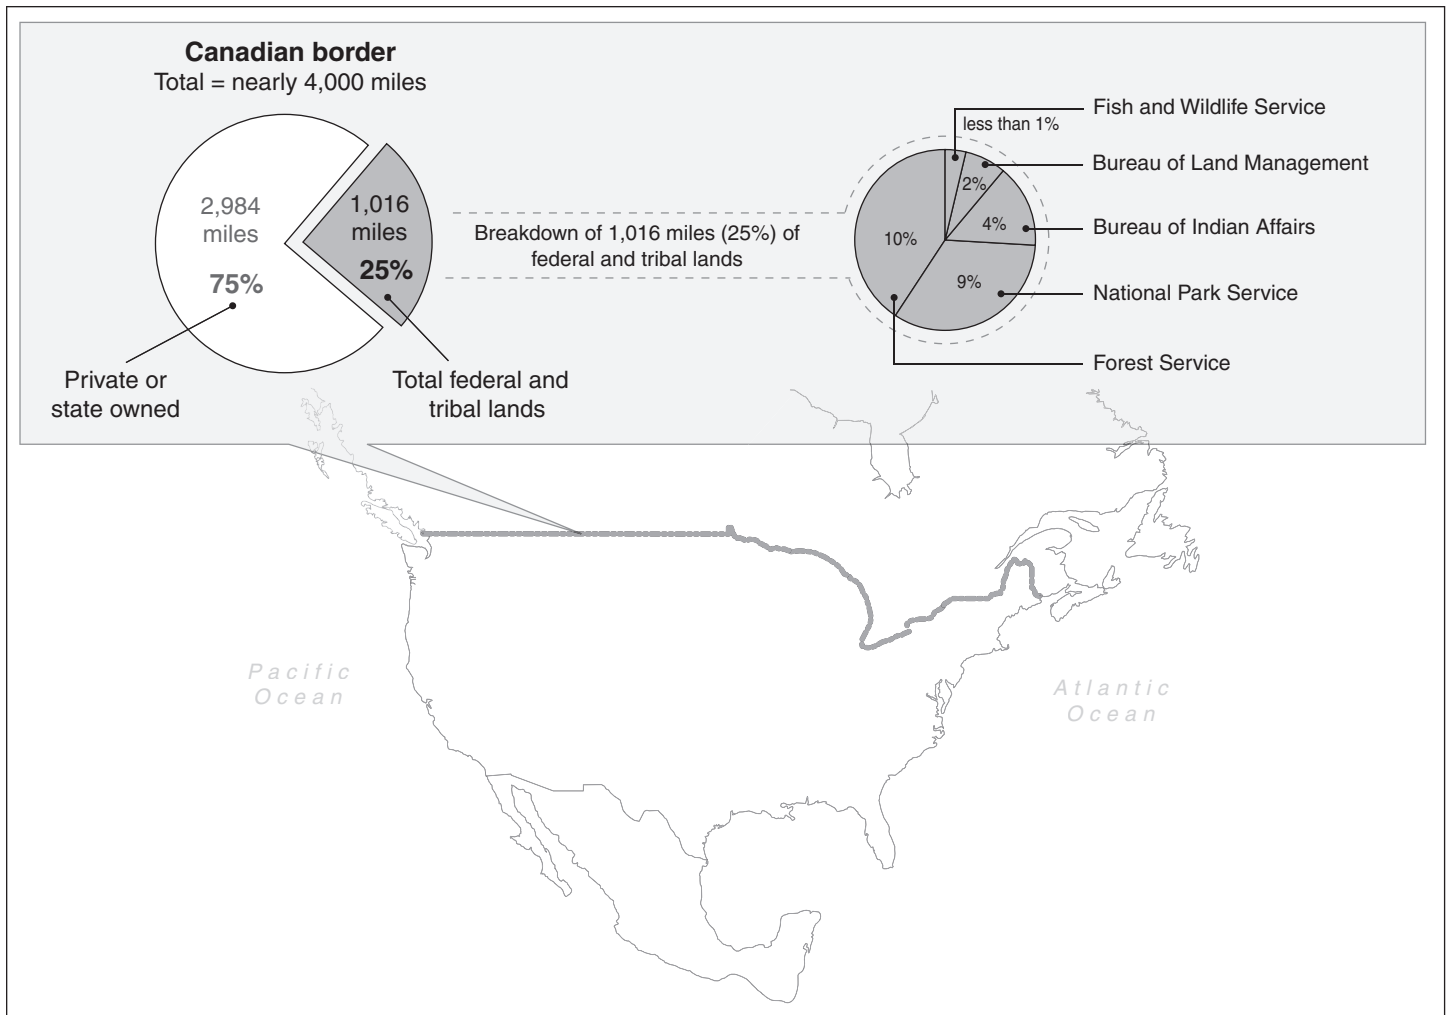 Canadian border
Total = nearly 4,000 miles
2,984
miles
75%
1,016
miles
25%
Private or
state owned
Total federal and
tribal lands
Breakdown of 1,016 miles (25%) of
federal and tribal lands
less than 1%
2%
4%
9%
10%
Fish and Wildlife Service
Bureau of Land Management
Bureau of Indian Affairs
National Park Service
Forest Service
Pacific
Ocean
Atlantic
Ocean